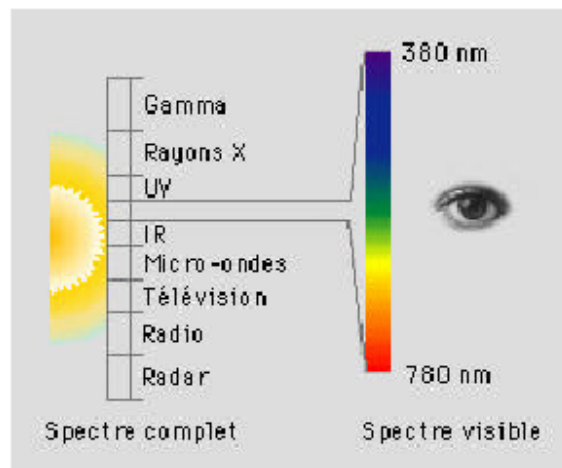 380 nm
Gamma
Rayons X
UV
IR
Micro-ondes
Télévision
Radio
Radar
780 nm
Spectre complet
Spectre visible